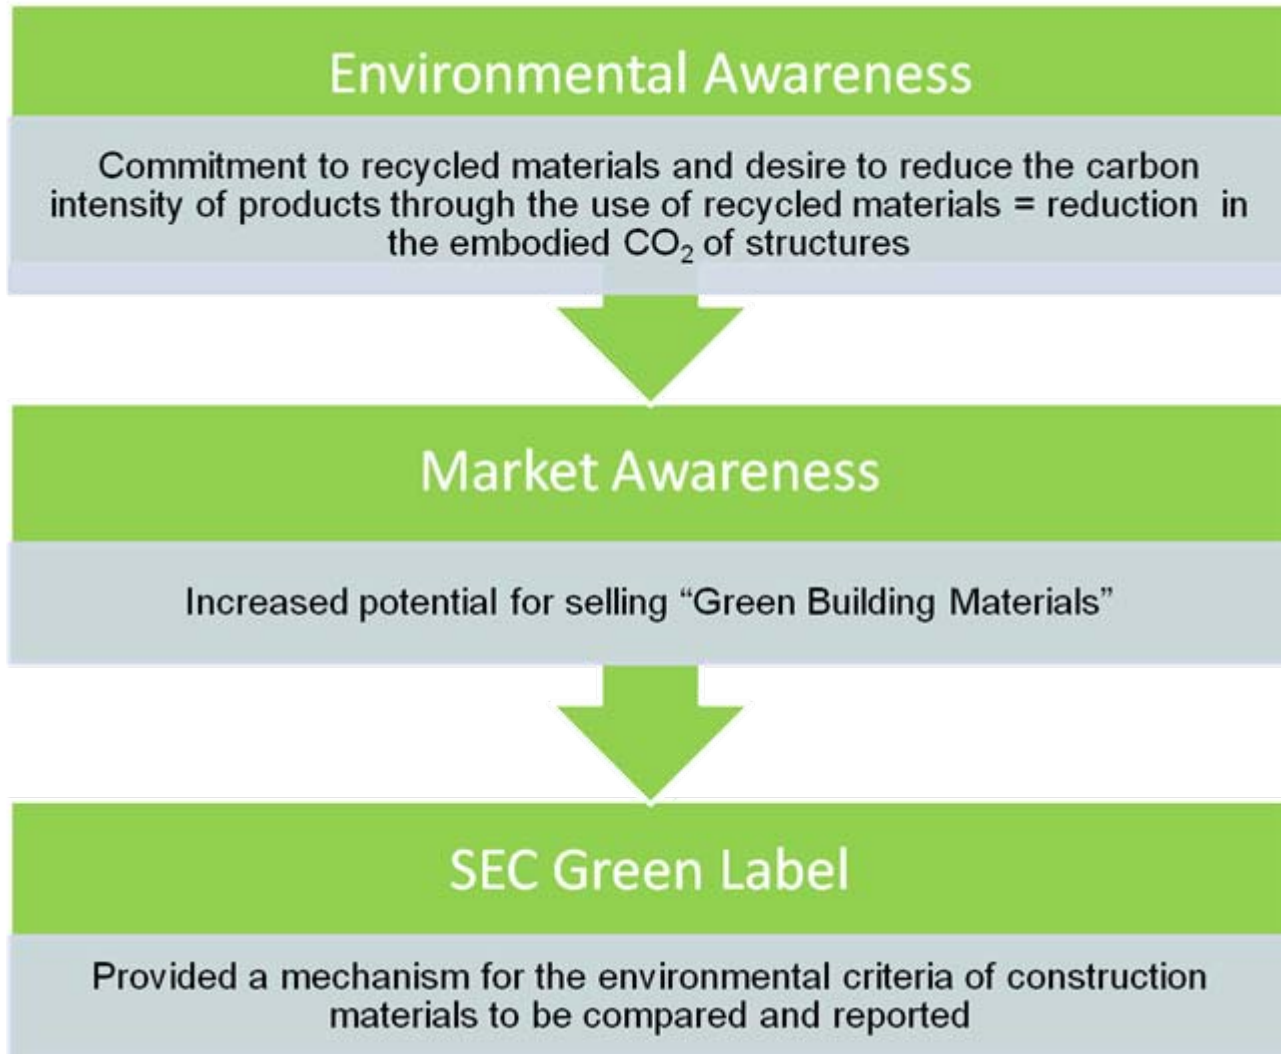 Environmental Awareness
Commitment to recycled materials and desire to reduce the carbon
intensity of products through the use of recycled materials = reduction in
the embodied CO₂ of structures
Market Awareness
Increased potential for selling “Green Building Materials”
SEC Green Label
Provided a mechanism for the environmental criteria of construction
materials to be compared and reported